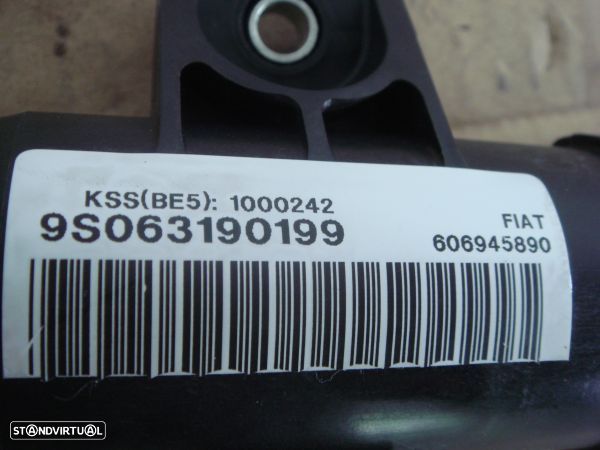 KSS(BE5): 1000242
9S063190199
FIAT
606945890
STANDVIRTUAL